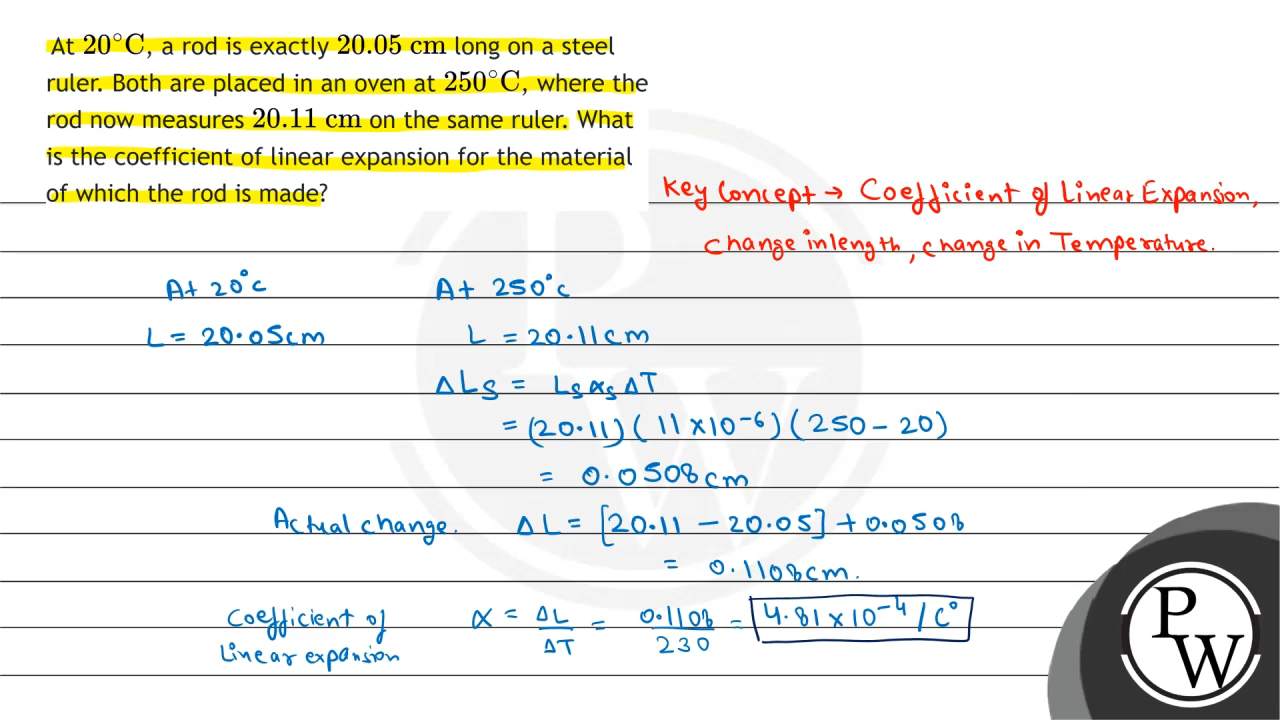 At 20°C, a rod is exactly 20.05 cm long on a steel
ruler. Both are placed in an oven at 250°C, where the
rod now measures 20.11 cm on the same ruler. What
is the coefficient of linear expansion for the material
of which the rod is made?
Key Concept → Coefficient of Linear Expansion,
change in length, change in Temperature.
At 20°C At 250°C
L = 20.05cm L = 20.11cm
ΔLs = Ls αs ΔT
= (20.11)(11×10⁻⁶)(250-20)
= 0.0508cm
Actual change. ΔL = [20.11 - 20.05] + 0.0508
= 0.1108cm.
Coefficient of Linear expansion α = ΔL/ΔT = 0.1108/230 = 4.81×10⁻⁴/C°
PW
P
W